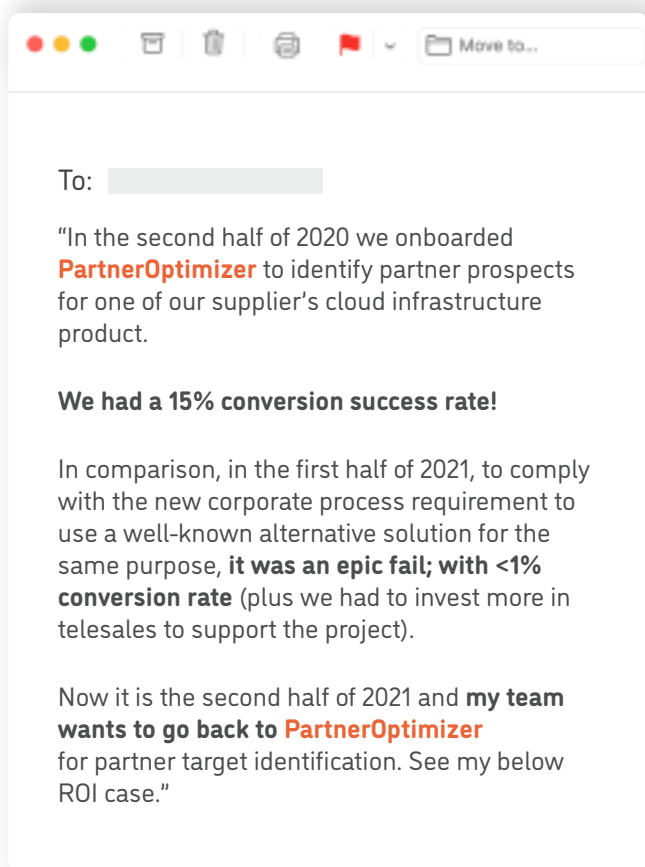 Move to...
To:
“In the second half of 2020 we onboarded
PartnerOptimizer to identify partner prospects
for one of our supplier’s cloud infrastructure
product.
We had a 15% conversion success rate!
In comparison, in the first half of 2021, to comply
with the new corporate process requirement to
use a well-known alternative solution for the
same purpose, it was an epic fail; with <1%
conversion rate (plus we had to invest more in
telesales to support the project).
Now it is the second half of 2021 and my team
wants to go back to PartnerOptimizer
for partner target identification. See my below
ROI case.”